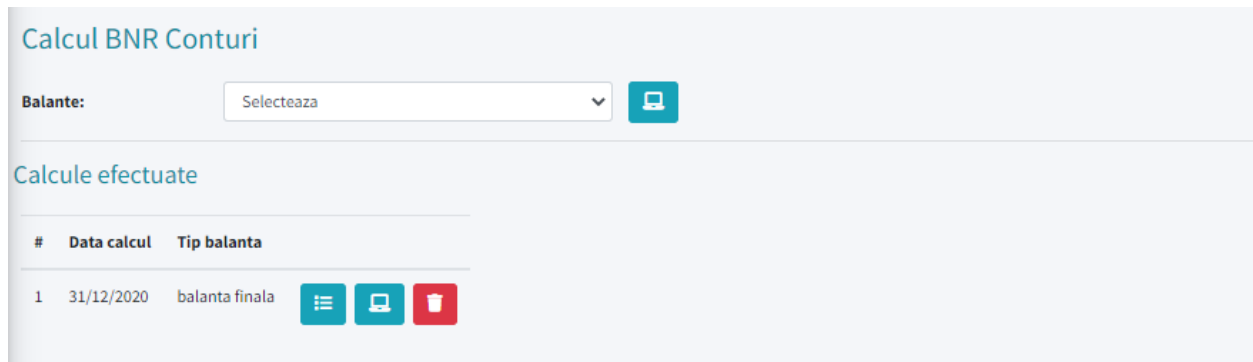 Calcul BNR Conturi
Balante: Selecteaza
Calcule efectuate
# Data calcul Tip balanta
1 31/12/2020 balanta finala